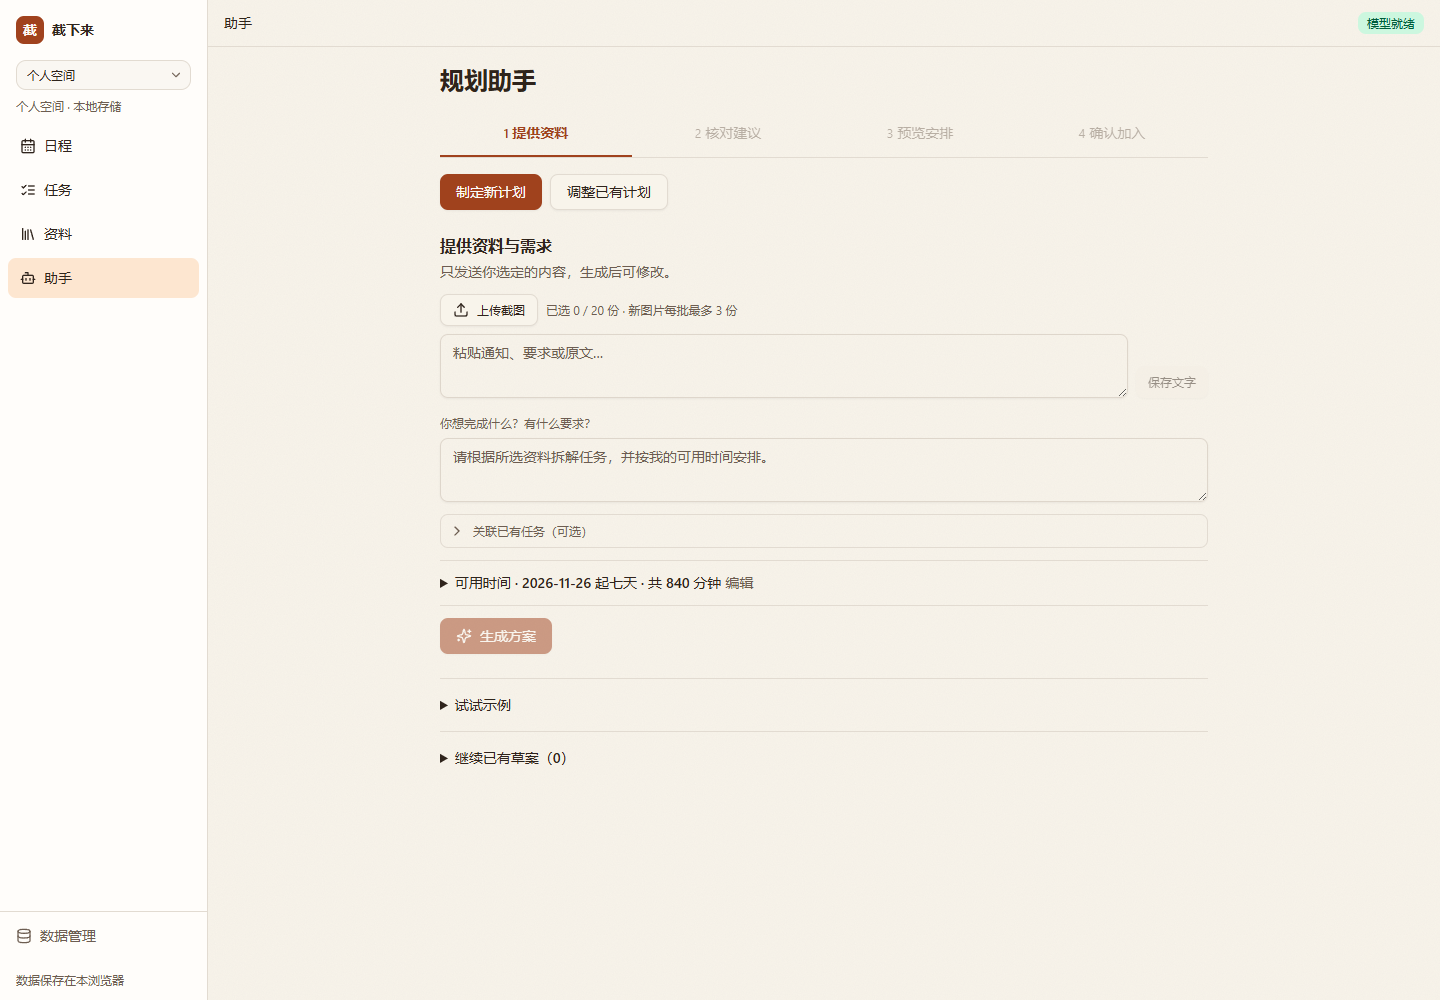 截 截下来
个人空间
个人空间 · 本地存储
日程
任务
资料
助手
数据管理
数据保存在本浏览器
助手
模型就绪
规划助手
1 提供资料
2 核对建议
3 预览安排
4 确认加入
制定新计划
调整已有计划
提供资料与需求
只发送你选定的内容，生成后可修改。
上传截图
已选 0 / 20 份 · 新图片每批最多 3 份
粘贴通知、要求或原文...
保存文字
你想完成什么？有什么要求？
请根据所选资料拆解任务，并按我的可用时间安排。
关联已有任务（可选）
可用时间 · 2026-11-26 起七天 · 共 840 分钟 编辑
生成方案
试试示例
继续已有草案（0）